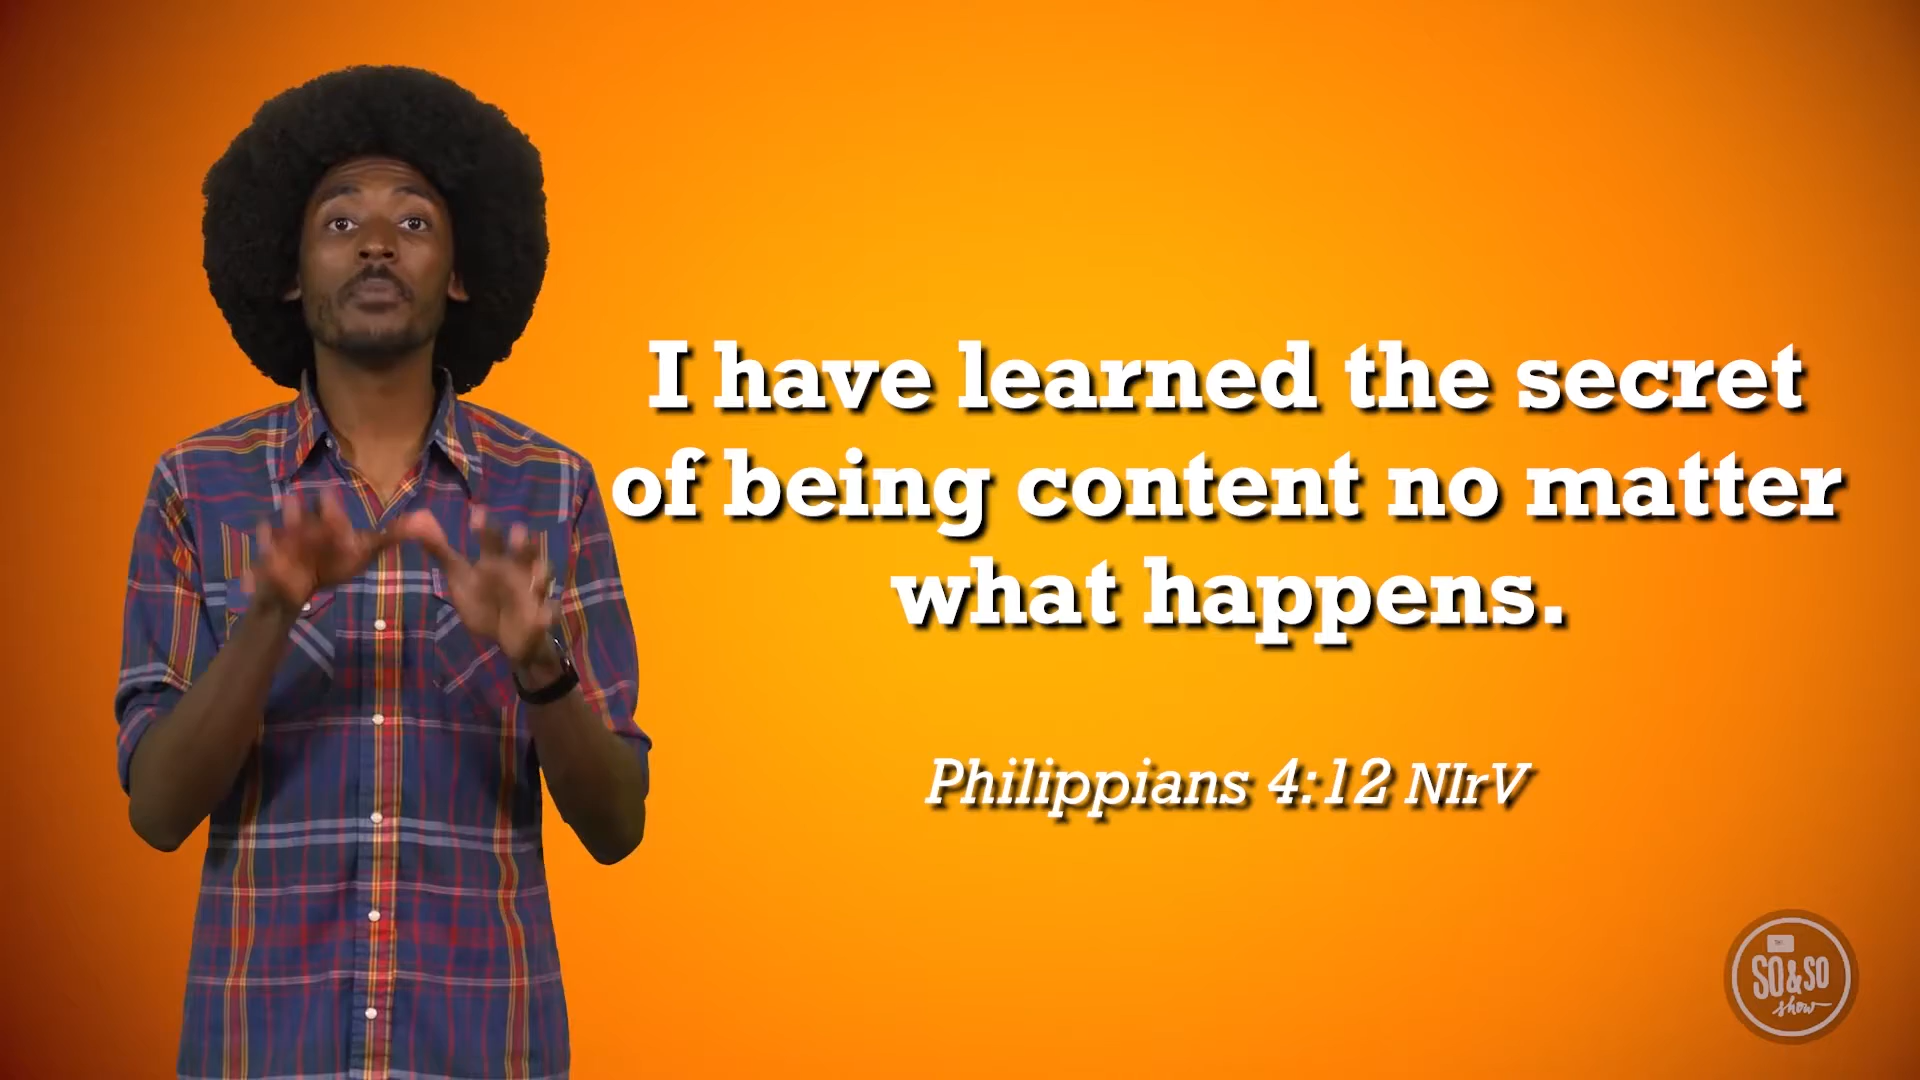 I have learned the secret
of being content no matter
what happens.
Philippians 4:12 NIrV
SO&SO
show